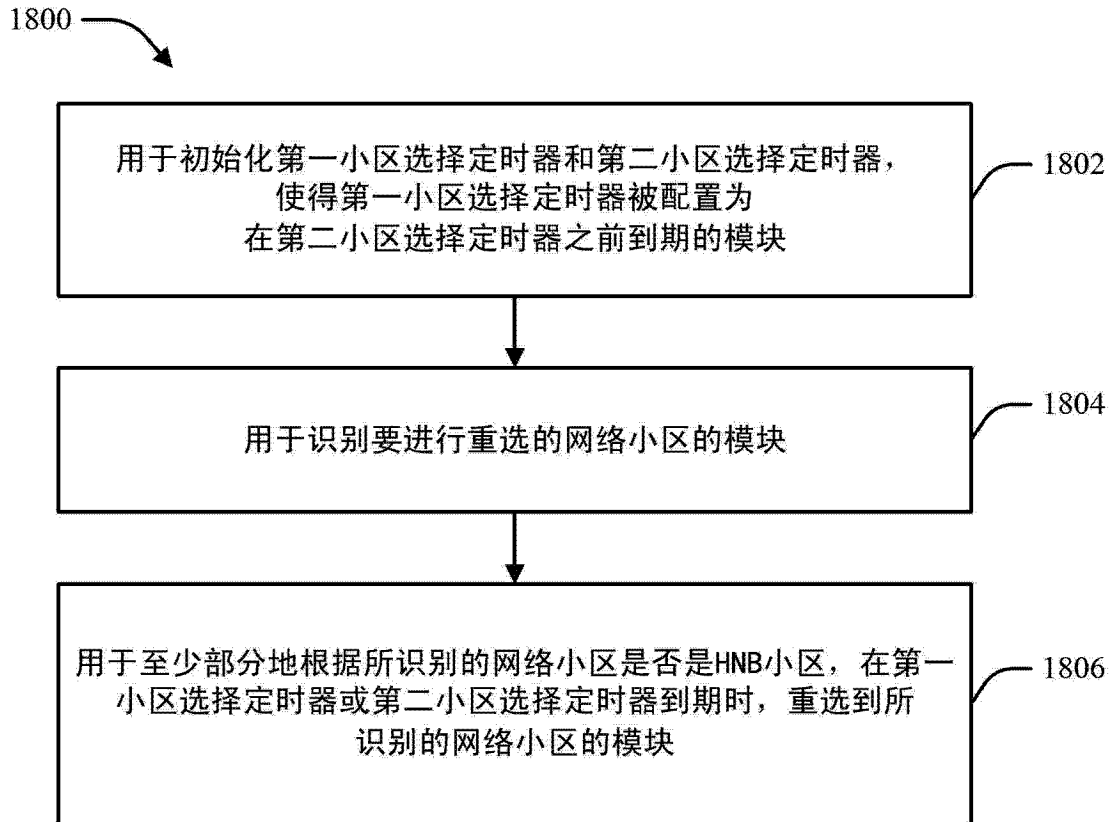 1800
用于初始化第一小区选择定时器和第二小区选择定时器，
使得第一小区选择定时器被配置为
在第二小区选择定时器之前到期的模块
1802
用于识别要进行重选的网络小区的模块
1804
用于至少部分地根据所识别的网络小区是否是HNB小区，在第一
小区选择定时器或第二小区选择定时器到期时，重选到所
识别的网络小区的模块
1806